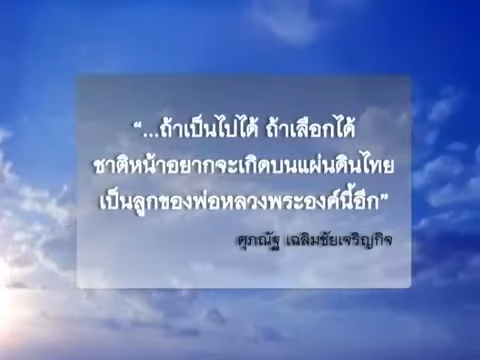 “...ถ้าเป็นไปได้ ถ้าเลือกได้
ชาติหน้าอยากจะเกิดบนแผ่นดินไทย
เป็นลูกของพ่อหลวงพระองค์นี้อีก”
ศุภณัฐ เฉลิมชัยเจริญกิจ